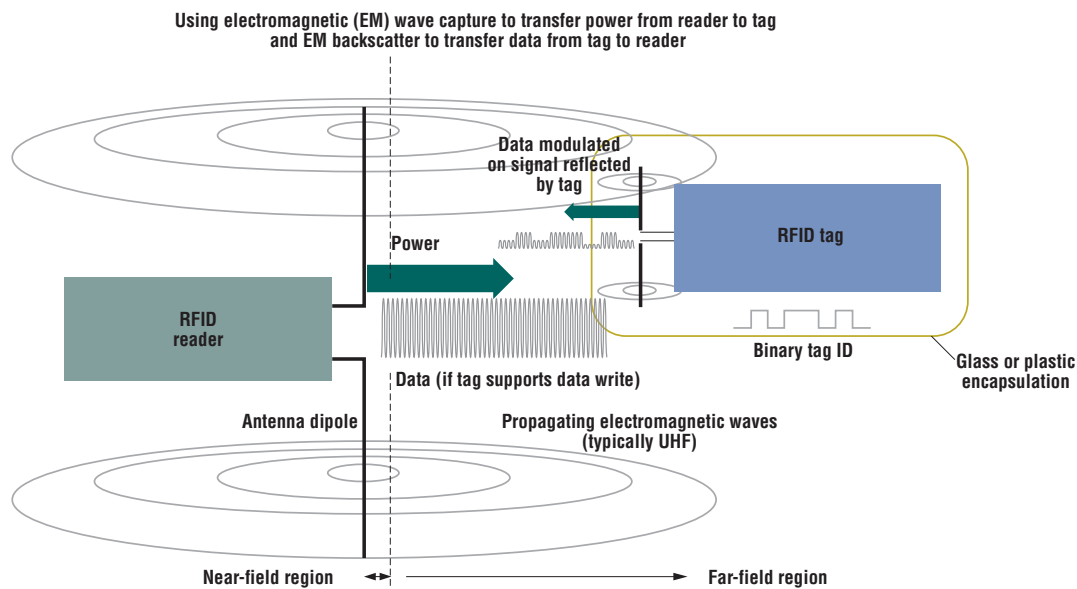 Using electromagnetic (EM) wave capture to transfer power from reader to tag
and EM backscatter to transfer data from tag to reader
Data modulated
on signal reflected
by tag
Power
RFID tag
RFID
reader
Binary tag ID
Glass or plastic
encapsulation
Data (if tag supports data write)
Antenna dipole
Propagating electromagnetic waves
(typically UHF)
Near-field region
Far-field region